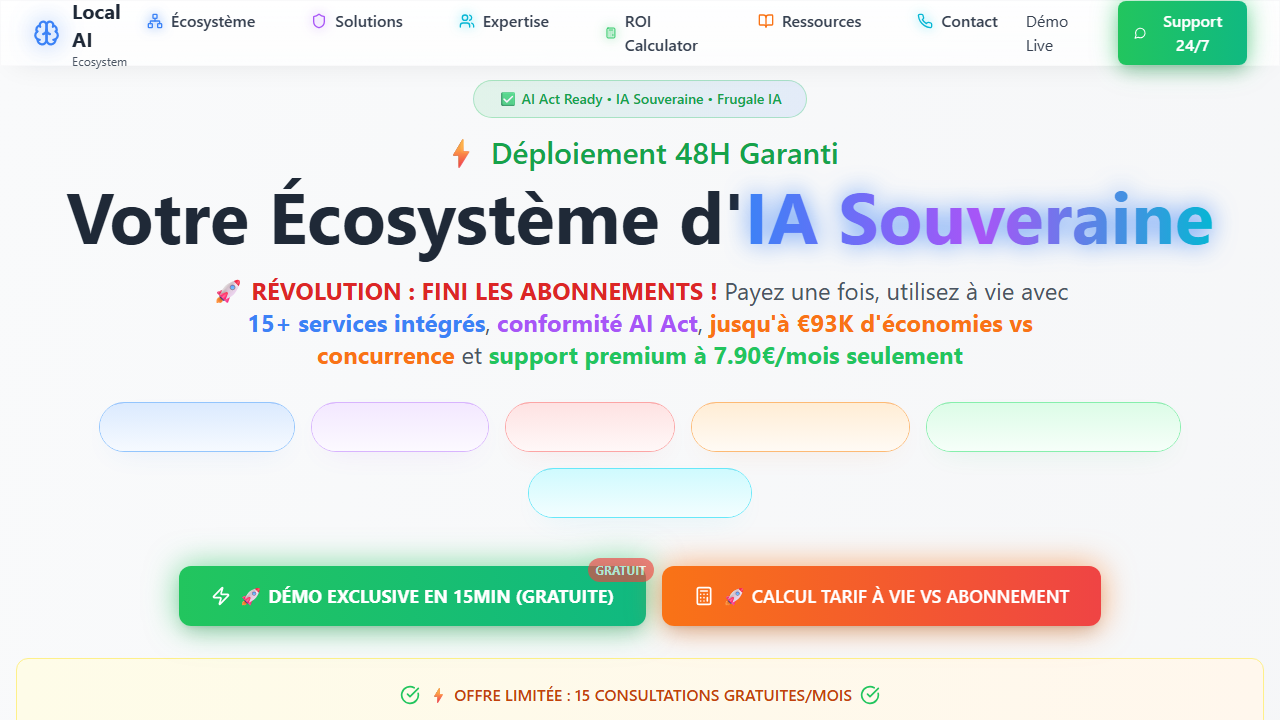 Local AI
Ecosystem
Écosystème
Solutions
Expertise
ROI Calculator
Ressources
Contact
Démo Live
Support 24/7
✅ AI Act Ready • IA Souveraine • Frugale IA
⚡ Déploiement 48H Garanti
Votre Écosystème d'IA Souveraine
🚀 RÉVOLUTION : FINI LES ABONNEMENTS ! Payez une fois, utilisez à vie avec
15+ services intégrés, conformité AI Act, jusqu'à €93K d'économies vs
concurrence et support premium à 7.90€/mois seulement
GRATUIT
🚀 DÉMO EXCLUSIVE EN 15MIN (GRATUITE)
🚀 CALCUL TARIF À VIE VS ABONNEMENT
⚡ OFFRE LIMITÉE : 15 CONSULTATIONS GRATUITES/MOIS